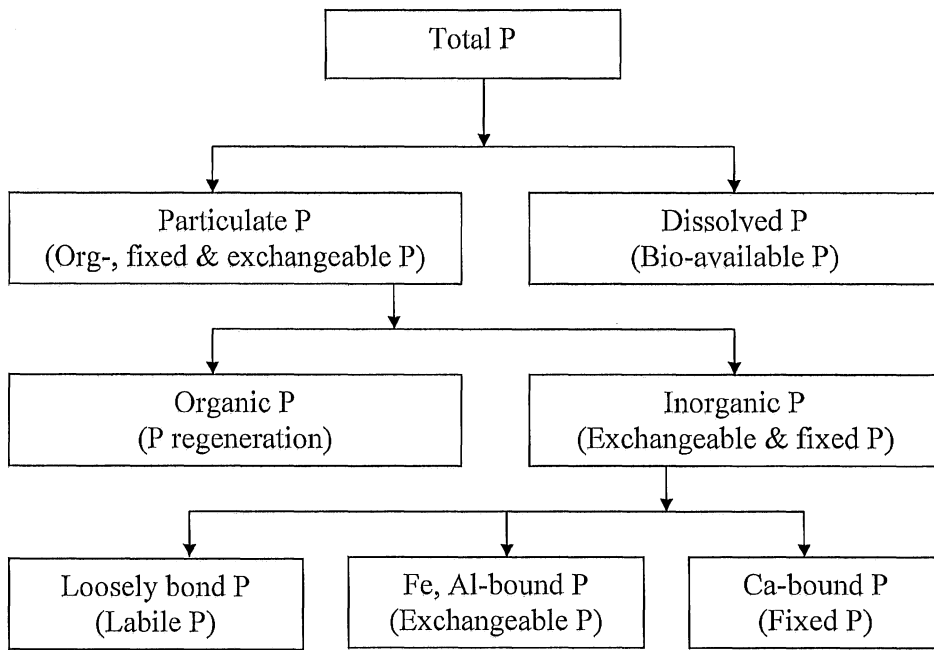 Total P
Particulate P
(Org-, fixed & exchangeable P)
Dissolved P
(Bio-available P)
Organic P
(P regeneration)
Inorganic P
(Exchangeable & fixed P)
Loosely bond P
(Labile P)
Fe, Al-bound P
(Exchangeable P)
Ca-bound P
(Fixed P)